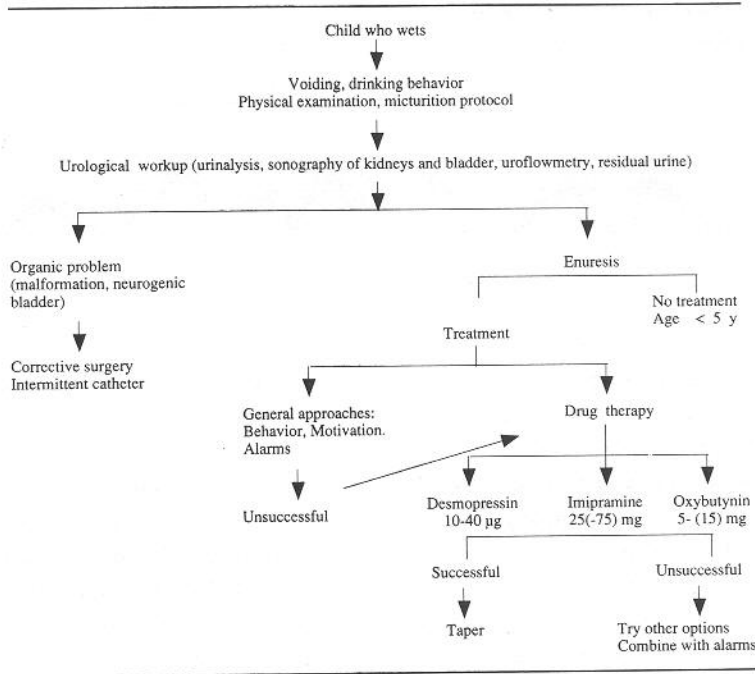 Child who wets
Voiding, drinking behavior
Physical examination, micturition protocol
Urological workup (urinalysis, sonography of kidneys and bladder, uroflowmetry, residual urine)
Organic problem
(malformation, neurogenic
bladder)
Enuresis
No treatment
Age < 5 y
Treatment
Corrective surgery
Intermittent catheter
General approaches:
Behavior, Motivation.
Alarms
Drug therapy
Unsuccessful
Desmopressin
10-40 µg
Imipramine
25(-75) mg
Oxybutynin
5- (15) mg
Successful
Unsuccessful
Taper
Try other options
Combine with alarms